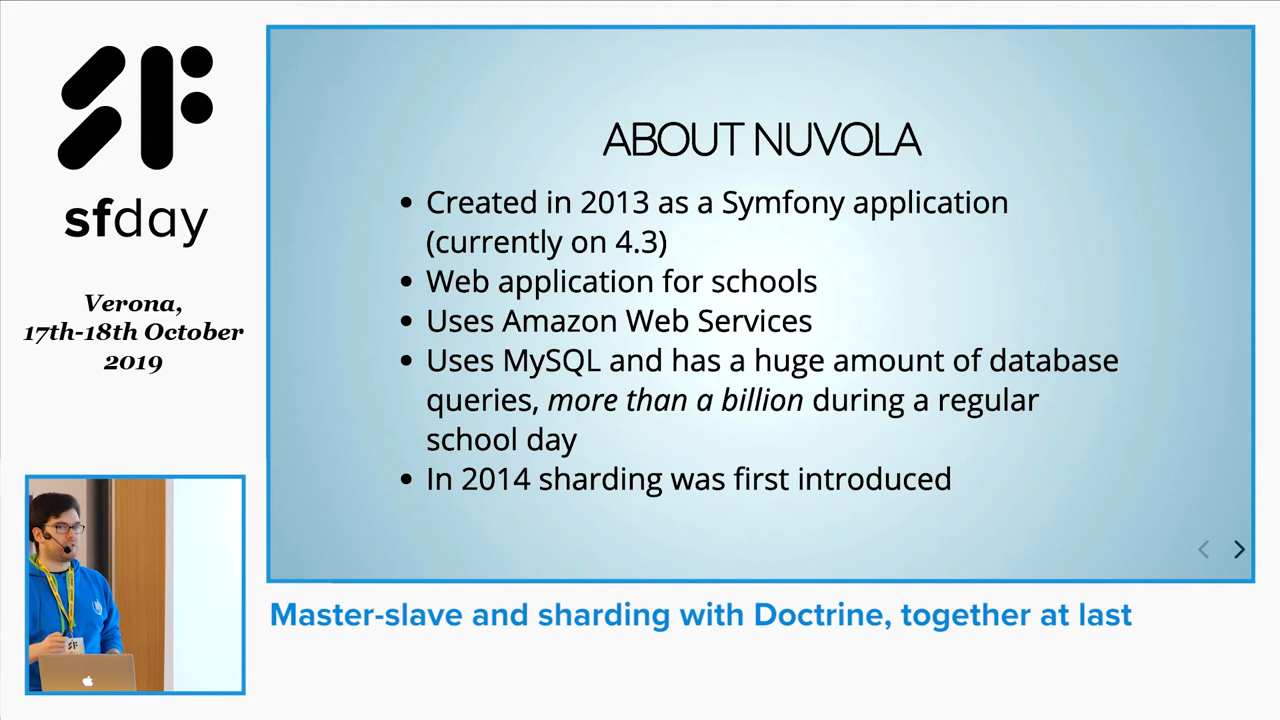 sfday
Verona,
17th-18th October
2019
ABOUT NUVOLA
• Created in 2013 as a Symfony application
(currently on 4.3)
• Web application for schools
• Uses Amazon Web Services
• Uses MySQL and has a huge amount of database
queries, more than a billion during a regular
school day
• In 2014 sharding was first introduced
Master-slave and sharding with Doctrine, together at last